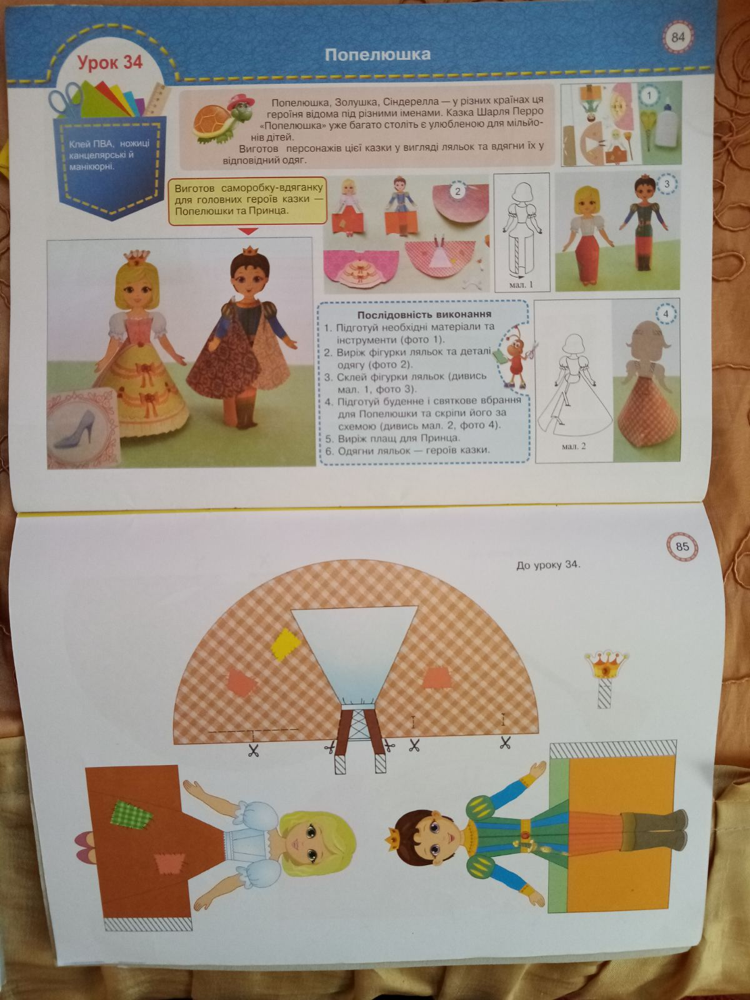 84
Попелюшка
Урок 34
Клей ПВА, ножиці
канцелярські й
манікюрні.
Попелюшка, Золушка, Сіндерелла — у різних країнах ця
героїня відома під різними іменами. Казка Шарля Перро
«Попелюшка» уже багато століть є улюбленою для мільйо-
нів дітей.
Виготов персонажів цієї казки у вигляді ляльок та вдягни їх у
відповідний одяг.
1
Виготов саморобку-вдяганку
для головних героїв казки —
Попелюшки та Принца.
2
мал. 1
3
Послідовність виконання
1. Підготуй необхідні матеріали та
інструменти (фото 1).
2. Виріж фігурки ляльок та деталі
одягу (фото 2).
3. Склей фігурки ляльок (дивись
мал. 1, фото 3).
4. Підготуй буденне і святкове вбрання
для Попелюшки та скріпи його за
схемою (дивись мал. 2, фото 4).
5. Виріж плащ для Принца.
6. Одягни ляльок — героїв казки.
4
мал. 2
85
До уроку 34.